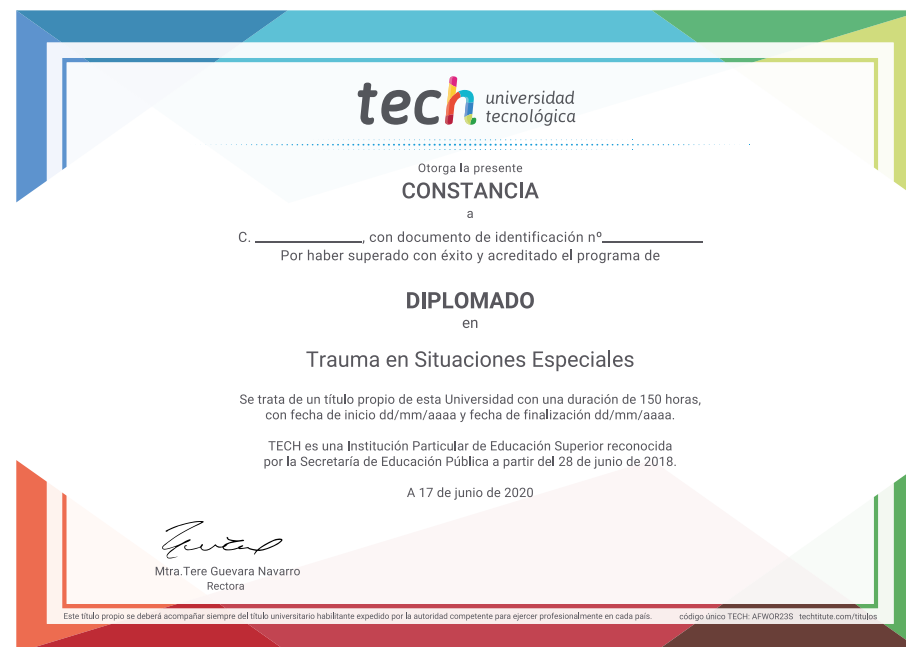 tech universidad
tecnológica
Otorga la presente
CONSTANCIA
a
C. ______________, con documento de identificación nº_____________
Por haber superado con éxito y acreditado el programa de
DIPLOMADO
en
Trauma en Situaciones Especiales
Se trata de un título propio de esta Universidad con una duración de 150 horas,
con fecha de inicio dd/mm/aaaa y fecha de finalización dd/mm/aaaa.
TECH es una Institución Particular de Educación Superior reconocida
por la Secretaría de Educación Pública a partir del 28 de junio de 2018.
A 17 de junio de 2020
Mtra.Tere Guevara Navarro
Rectora
Este título propio se deberá acompañar siempre del título universitario habilitante expedido por la autoridad competente para ejercer profesionalmente en cada país. código único TECH: AFWOR23S techtitute.com/titulos